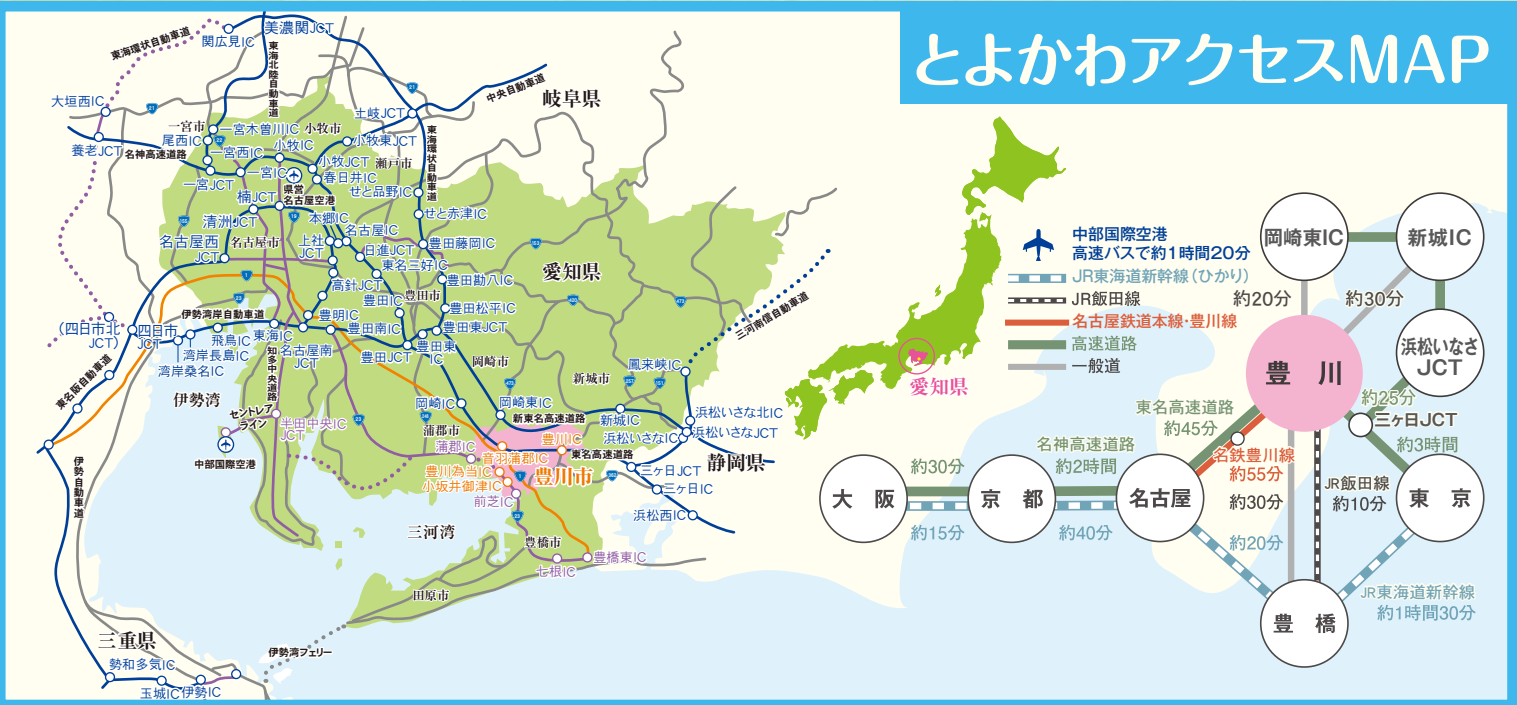 とよかわアクセスMAP
美濃関JCT
関広見IC
東海環状自動車道
東海北陸自動車道
大垣西IC
21
21
中央自動車道
岐阜県
土岐JCT
一宮市
一宮木曽川IC
小牧市
尾西IC
22
小牧IC
小牧東JCT
養老JCT
名神高速道路
一宮西IC
小牧JCT
瀬戸市
東海環状自動車道
一宮JCT
一宮IC
春日井IC
県営
名古屋空港
せと品野IC
楠JCT
19
清洲JCT
本郷IC
せと赤津IC
名古屋西
JCT
名古屋市
上社
JCT
名古屋IC
日進JCT
豊田藤岡IC
東名三好IC
愛知県
1
高針JCT
豊田勘八IC
23
豊田IC
豊田市
伊勢湾岸自動車道
豊明IC
豊田松平IC
三河南信自動車道
(四日市北
JCT)
四日市
JCT
飛鳥IC
東海IC
豊田南IC
豊田東JCT
湾岸長島IC
湾岸桑名IC
名古屋南
JCT
豊田JCT
豊田東
IC
岡崎市
鳳来峡IC
東名阪自動車道
知多中央道路
新城市
伊勢湾
岡崎IC
岡崎東IC
新東名高速道路
新城IC
浜松いさな北IC
セントレア
ライン
半田中央IC
JCT
23
蒲郡市
蒲郡IC
豊川IC
浜松いさなIC
浜松いさなJCT
音羽蒲郡IC
東名高速道路
中部国際空港
豊川為当IC
豊川市
静岡県
伊勢自動車道
小坂井御津IC
1
三ヶ日JCT
前芝IC
三ヶ日IC
23
浜松西IC
三河湾
豊橋市
豊橋東IC
七根IC
田原市
三重県
伊勢湾フェリー
勢和多気IC
玉城IC
伊勢IC
愛知県
中部国際空港
高速バスで約1時間20分
JR東海道新幹線(ひかり)
JR飯田線
名古屋鉄道本線・豊川線
高速道路
一般道
岡崎東IC
新城IC
約20分
約30分
豊　川
浜松いなさ
JCT
約25分
東名高速道路
約45分
三ヶ日JCT
名神高速道路
約2時間
名鉄豊川線
約55分
約3時間
約30分
大　阪
京　都
名古屋
約30分
JR飯田線
約10分
東　京
約15分
約40分
約20分
豊　橋
JR東海道新幹線
約1時間30分